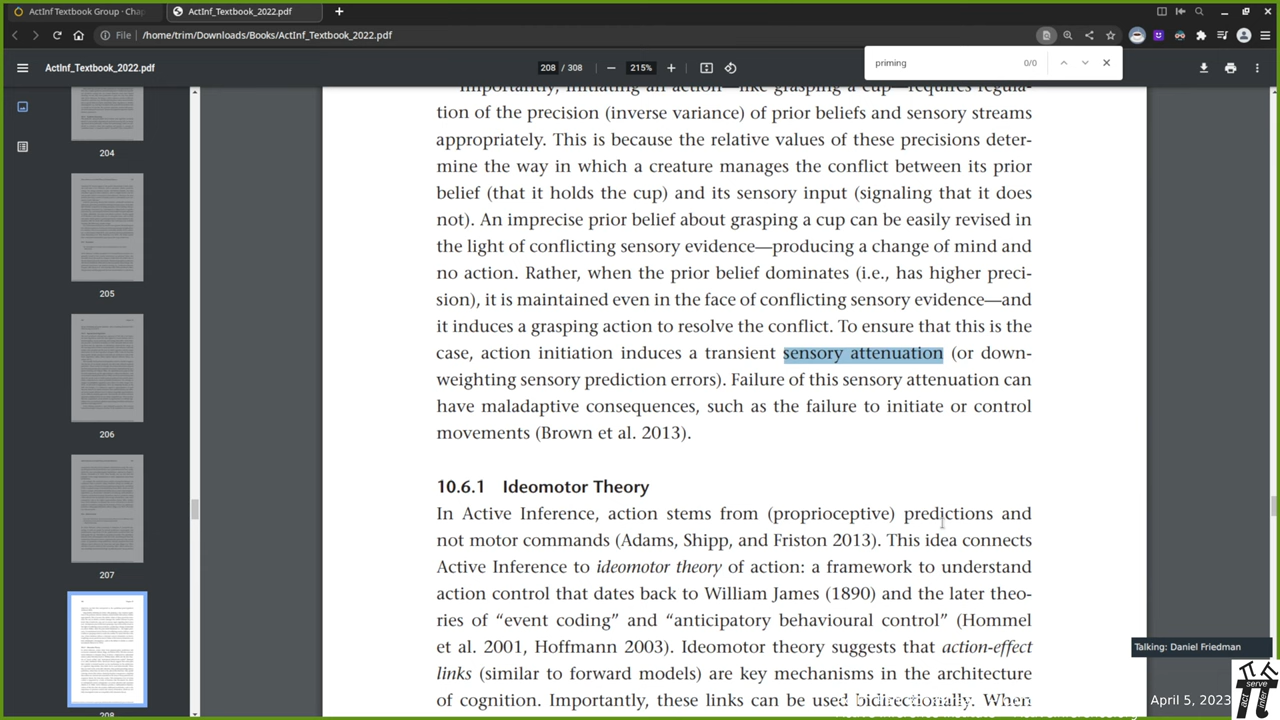 ActInf Textbook Group · Chap
ActInf_Textbook_2022.pdf
File
/home/trim/Downloads/Books/ActInf_Textbook_2022.pdf
ActInf_Textbook_2022.pdf
208 / 308
215%
priming
0/0
204
205
206
207
208
tion of the precision (inverse variance) of prior beliefs and sensory streams
appropriately. This is because the relative values of these precisions deter-
mine the way in which a creature manages the conflict between its prior
belief (that it holds the cup) and its sensory input (signaling that it does
not). An imprecise prior belief about grasping a cup can be easily revised in
the light of conflicting sensory evidence—producing a change of mind and
no action. Rather, when the prior belief dominates (i.e., has higher preci-
sion), it is maintained even in the face of conflicting sensory evidence—and
it induces a grasping action to resolve the conflict. To ensure that this is the
case, action initiation induces a transient sensory attenuation (or down-
weighting sensory prediction errors). Failure of this sensory attenuation can
have maladaptive consequences, such as the failure to initiate or control
movements (Brown et al. 2013).
10.6.1 Ideomotor Theory
In Active Inference, action stems from (proprioceptive) predictions and
not motor commands (Adams, Shipp, and Friston 2013). This idea connects
Active Inference to ideomotor theory of action: a framework to understand
action control that dates back to William James (1890) and the later theo-
ries of "event coding" and "anticipatory behavioural control" (Hommel
et al. 2001, Hoffmann 2003). Ideomotor theory suggests that action-effect
links (similar to forward models) are key mechanisms in the architecture
of cognition. Importantly, these links can be used bidirectionally. When
Talking: Daniel Friedman
act
serve
infer
April 5, 2023